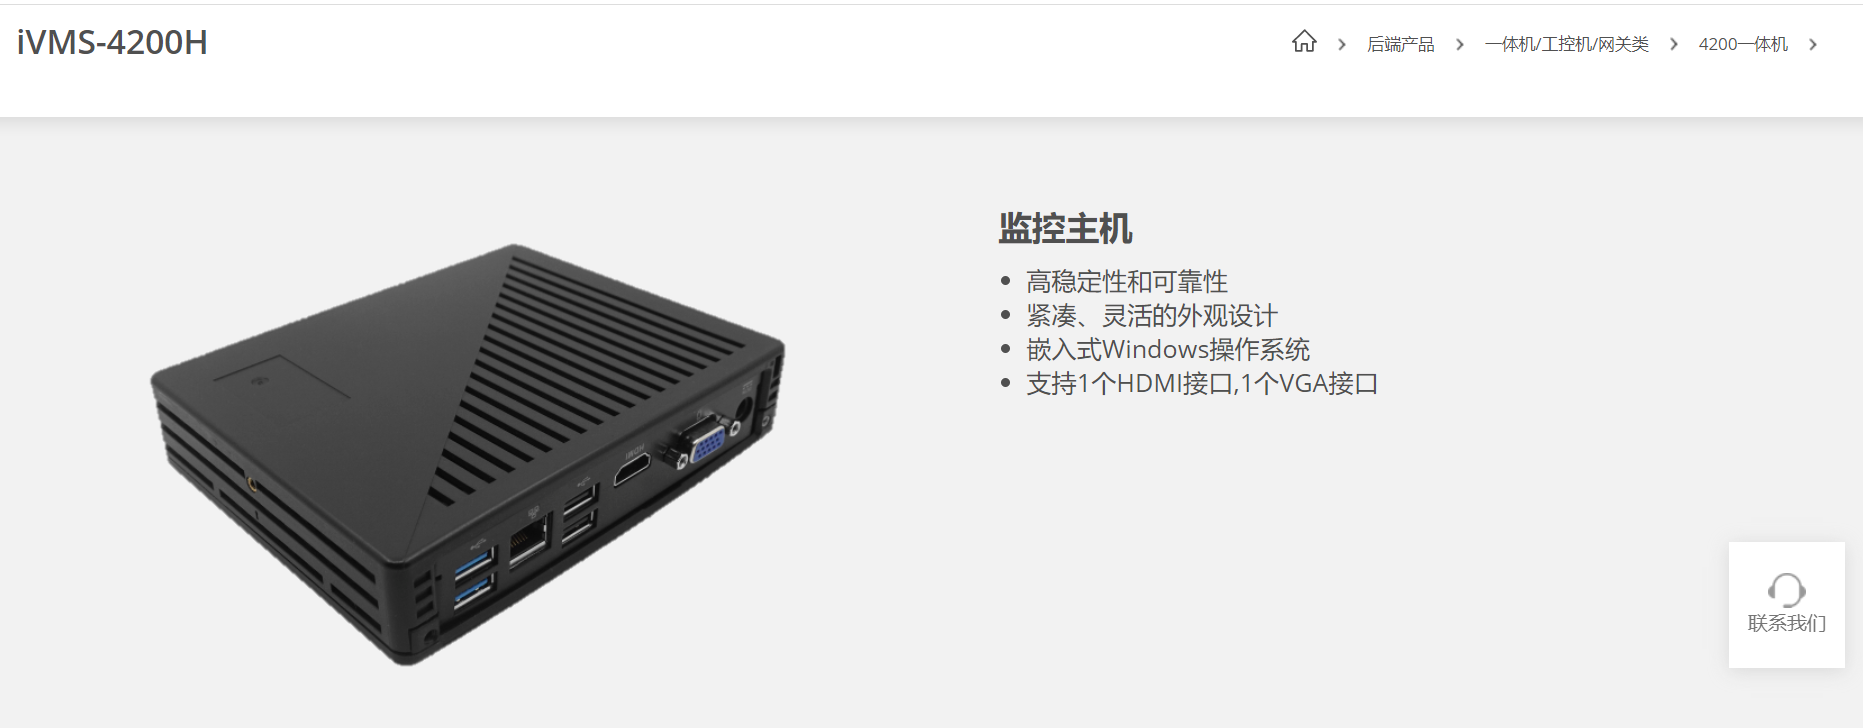 iVMS-4200H
后端产品
一体机/工控机/网关类
4200一体机
监控主机
高稳定性和可靠性
紧凑、灵活的外观设计
嵌入式Windows操作系统
支持1个HDMI接口,1个VGA接口
HDMI
联系我们